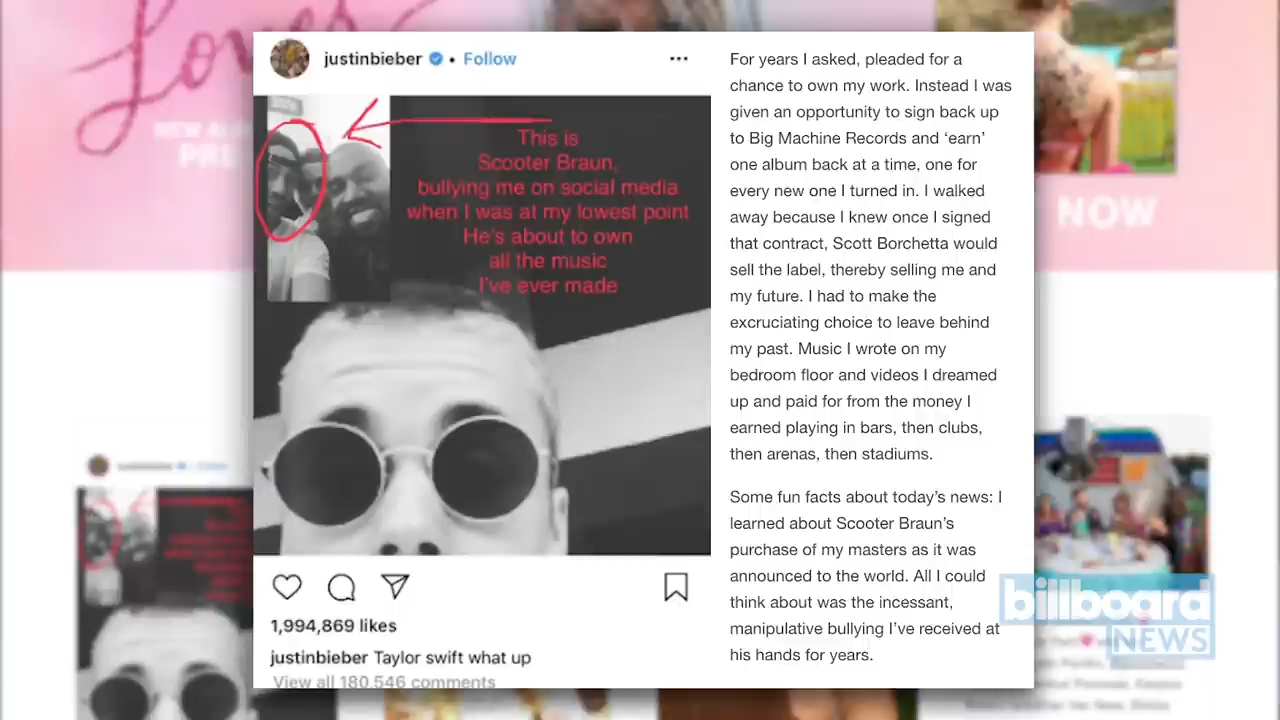 justinbieber • Follow
This is
Scooter Braun,
bullying me on social media
when I was at my lowest point
He's about to own
all the music
I've ever made
1,994,869 likes
justinbieber Taylor swift what up
View all 180,546 comments
For years I asked, pleaded for a
chance to own my work. Instead I was
given an opportunity to sign back up
to Big Machine Records and ‘earn’
one album back at a time, one for
every new one I turned in. I walked
away because I knew once I signed
that contract, Scott Borchetta would
sell the label, thereby selling me and
my future. I had to make the
excruciating choice to leave behind
my past. Music I wrote on my
bedroom floor and videos I dreamed
up and paid for from the money I
earned playing in bars, then clubs,
then arenas, then stadiums.
Some fun facts about today’s news: I
learned about Scooter Braun’s
purchase of my masters as it was
announced to the world. All I could
think about was the incessant,
manipulative bullying I’ve received at
his hands for years.
NOW
billboard
NEWS